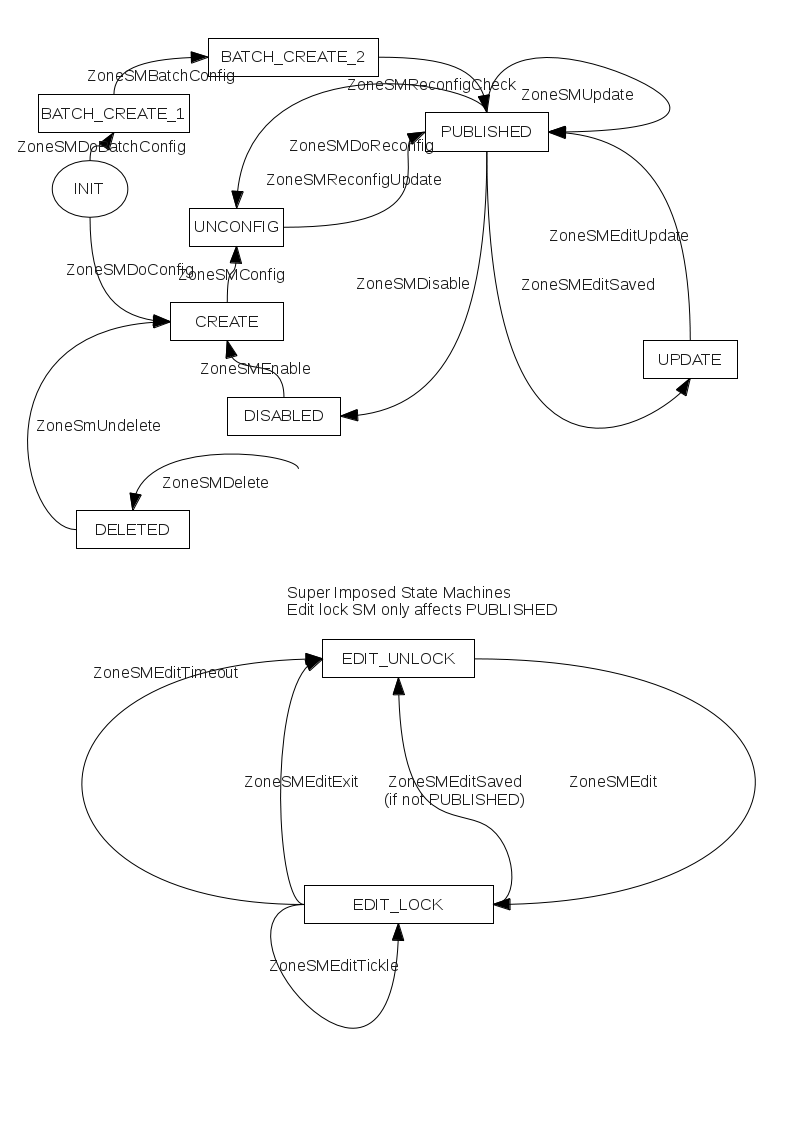 BATCH_CREATE_2
ZoneSMBatchConfig
ZoneSMReconfigCheck
ZoneSMUpdate
BATCH_CREATE_1
PUBLISHED
ZoneSMDoBatchConfig
ZoneSMDoReconfig
INIT
ZoneSMReconfigUpdate
UNCONFIG
ZoneSMEditUpdate
ZoneSMDoConfig
ZoneSMConfig
ZoneSMDisable
ZoneSMEditSaved
CREATE
UPDATE
ZoneSMEnable
DISABLED
ZoneSmUndelete
ZoneSMDelete
DELETED
Super Imposed State Machines
Edit lock SM only affects PUBLISHED
EDIT_UNLOCK
ZoneSMEditTimeout
ZoneSMEditExit
ZoneSMEditSaved
(if not PUBLISHED)
ZoneSMEdit
EDIT_LOCK
ZoneSMEditTickle